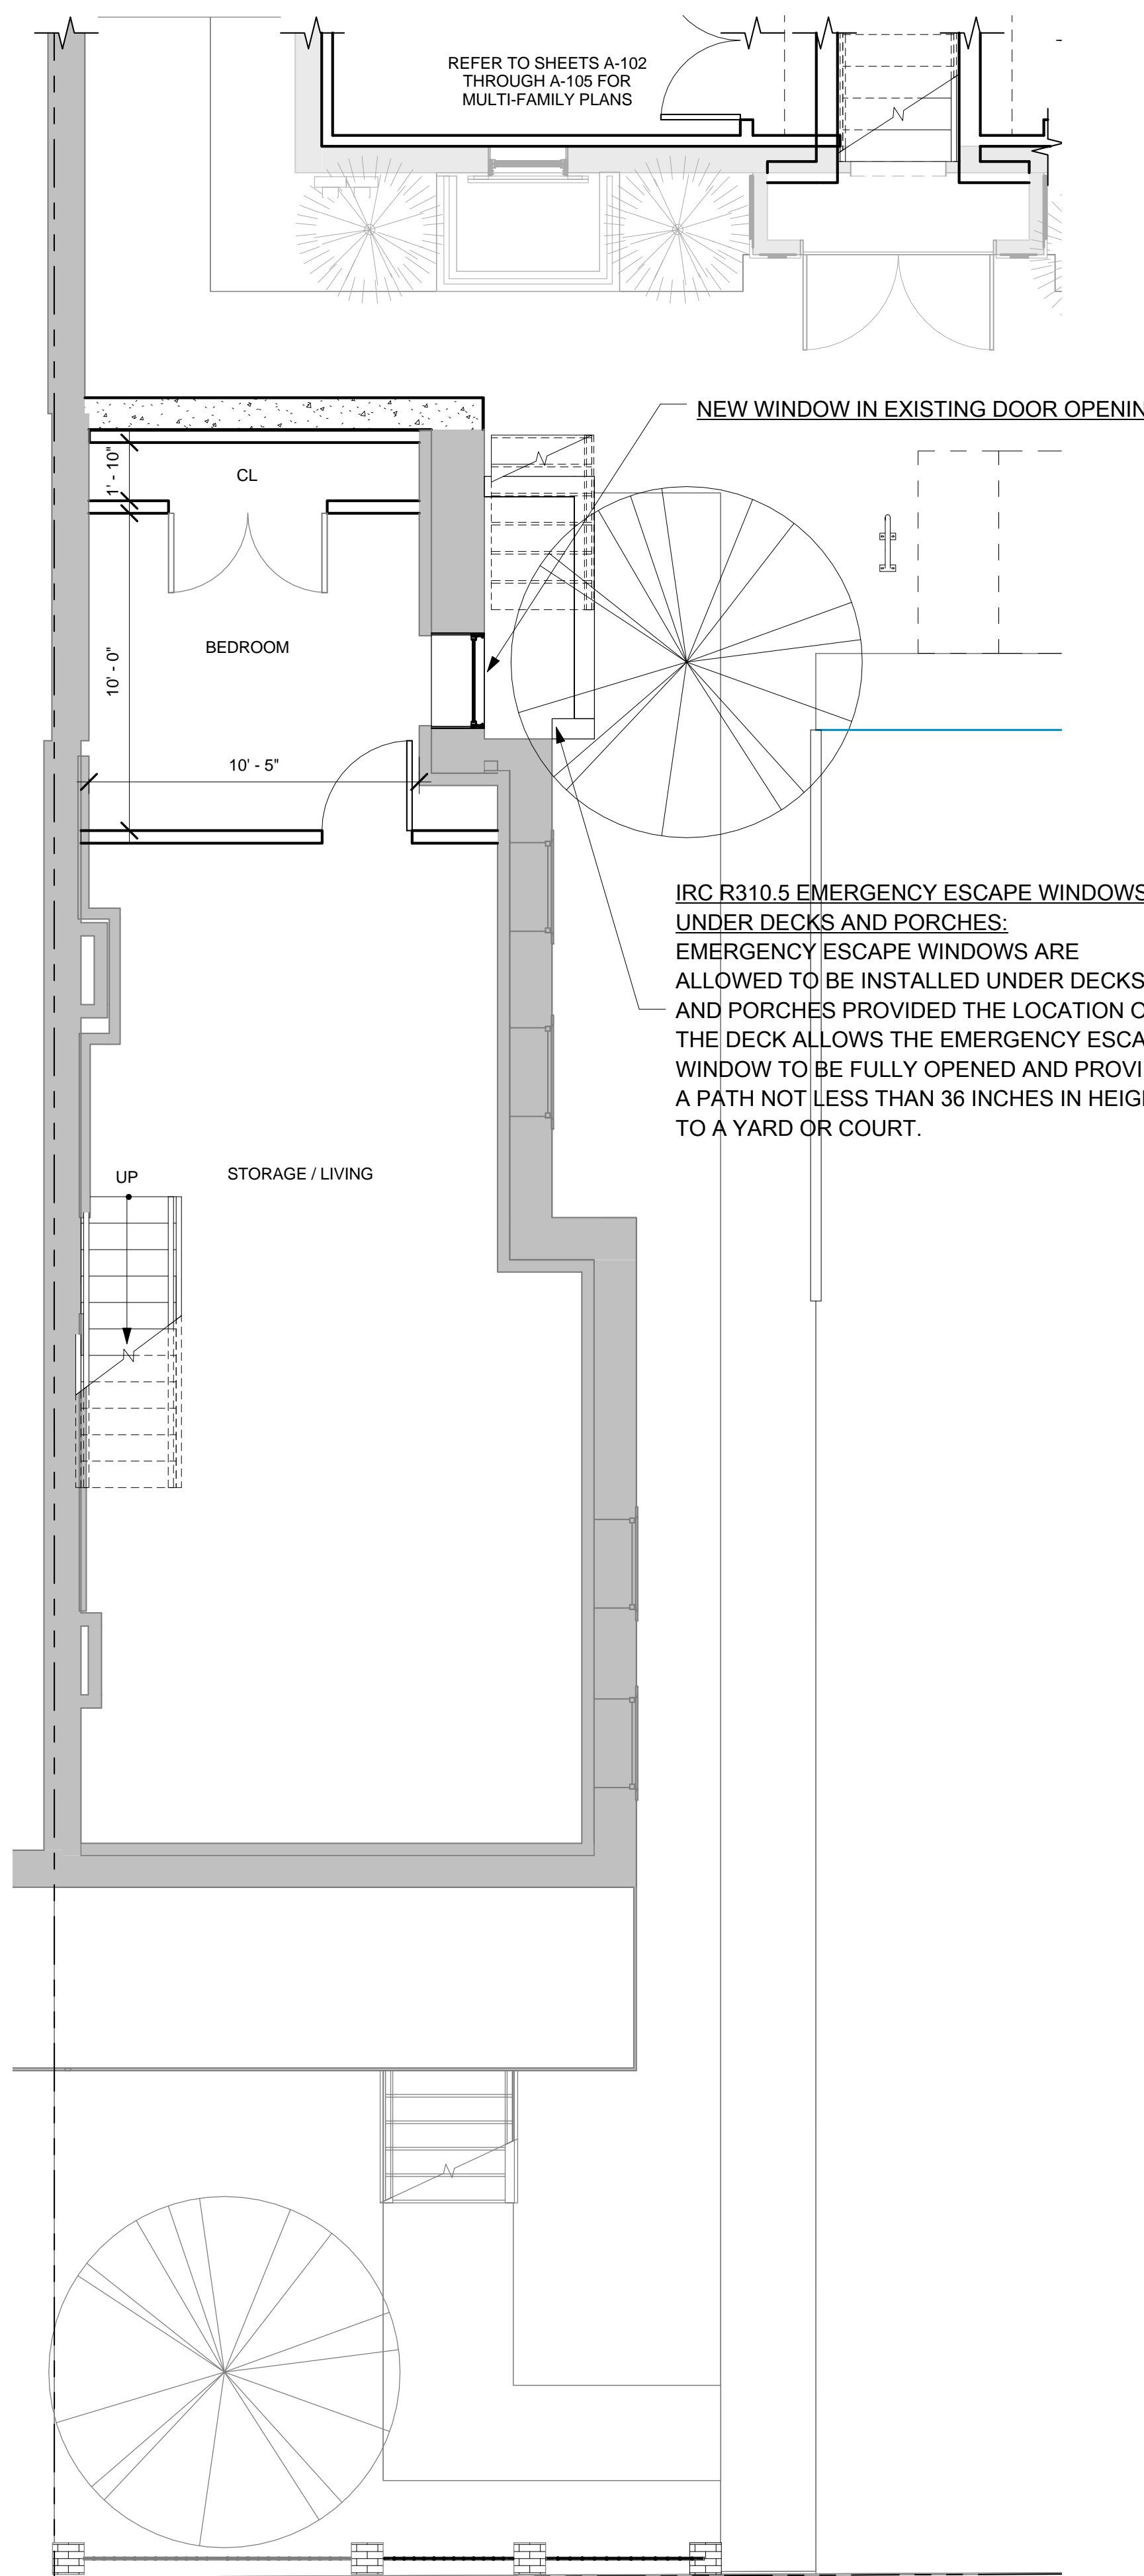 REFER TO SHEETS A-102
THROUGH A-105 FOR
MULTI-FAMILY PLANS
NEW WINDOW IN EXISTING DOOR OPENIN
1' - 10"
CL
10' - 0"
BEDROOM
10' - 5"
IRC R310.5 EMERGENCY ESCAPE WINDOWS
UNDER DECKS AND PORCHES:
EMERGENCY ESCAPE WINDOWS ARE
ALLOWED TO BE INSTALLED UNDER DECKS
AND PORCHES PROVIDED THE LOCATION O
THE DECK ALLOWS THE EMERGENCY ESCA
WINDOW TO BE FULLY OPENED AND PROVI
A PATH NOT LESS THAN 36 INCHES IN HEIG
TO A YARD OR COURT.
UP
STORAGE / LIVING